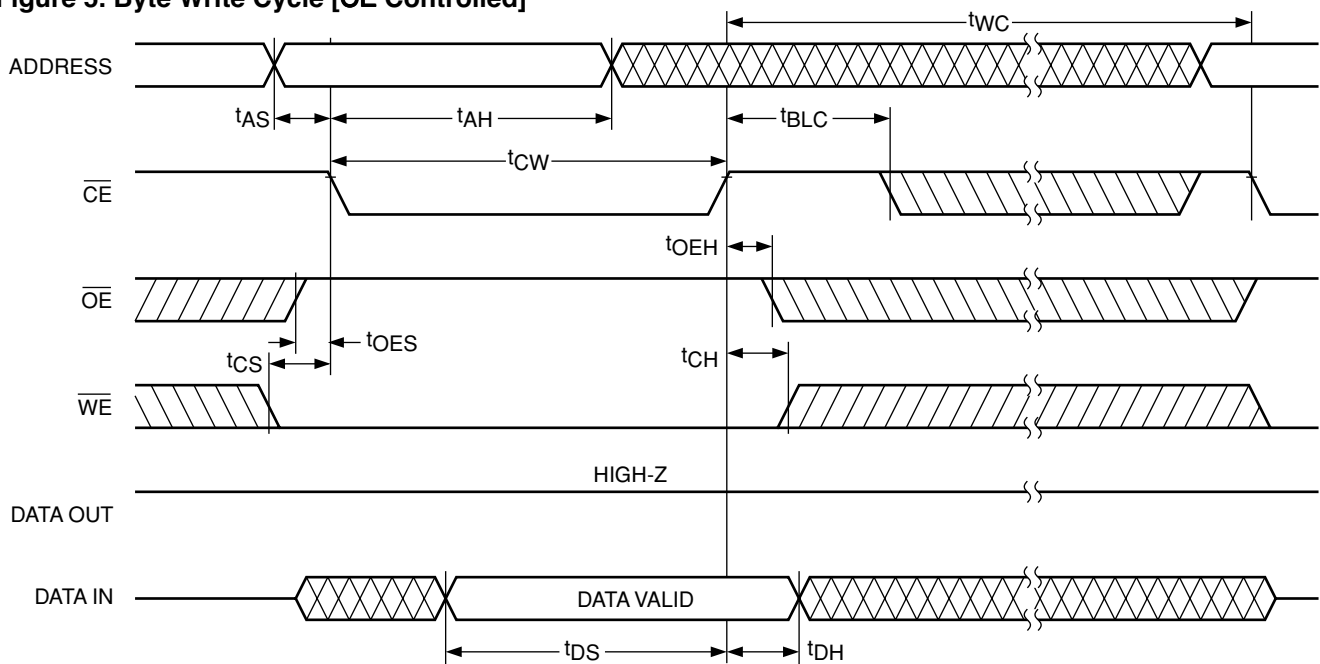 Figure 5. Byte Write Cycle [OE Controlled]
tWC
ADDRESS
tAS
tAH
tBLC
tCW
CE
tOEH
OE
tOES
tCS
tCH
WE
HIGH-Z
DATA OUT
DATA IN
DATA VALID
tDS
tDH